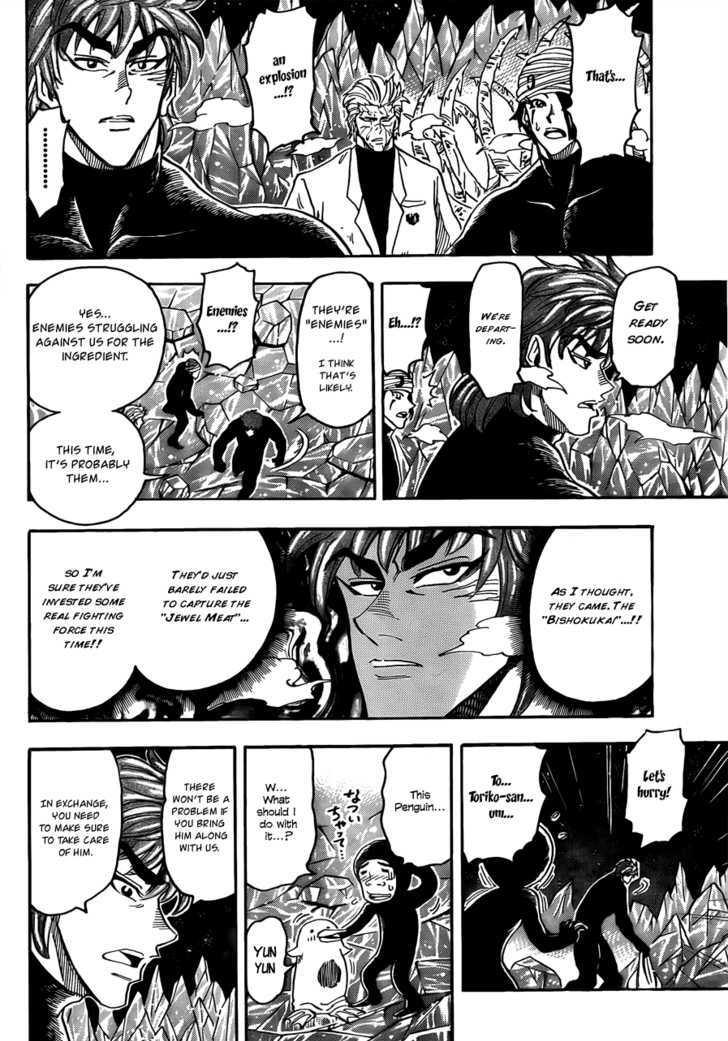 That's...
an
explosion
...!?
.........
Get
ready
soon.
We're
depart-
ing.
Eh...!?
They're
"enemies"
...!
I think
that's
likely.
Enemies
...!?
Yes...
Enemies struggling
against us for the
ingredient.
This time,
it's probably
them...
As I thought,
they came. The
"Bishokukai"...!!
They'd just
barely failed
to capture the
"Jewel Meat"...
so I'm
sure they've
invested some
real fighting
force this
time!!
Let's
hurry!
To...
Toriko-san...
um...
This
Penguin...
W...
What
should I
do with
it...?
なつい
ちゃって…
YUN
YUN
There
won't be a
problem if
you bring
him along
with us.
In exchange,
you need
to make sure
to take care
of him.